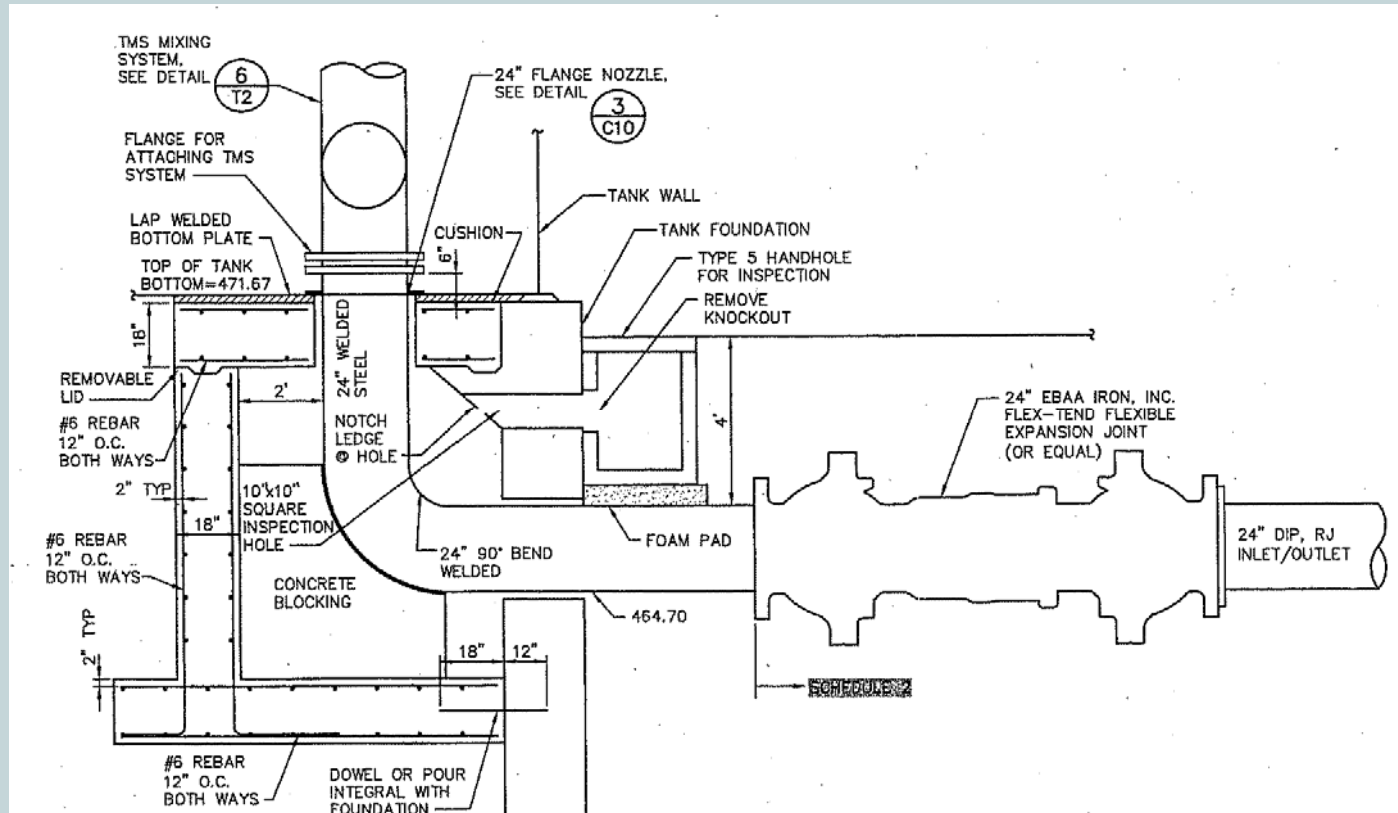 TMS MIXING
SYSTEM,
SEE DETAIL
6
T2
24" FLANGE NOZZLE,
SEE DETAIL
3
C10
FLANGE FOR
ATTACHING TMS
SYSTEM
TANK WALL
LAP WELDED
BOTTOM PLATE
CUSHION
6"
TANK FOUNDATION
TYPE 5 HANDHOLE
FOR INSPECTION
TOP OF TANK
BOTTOM=471.67
REMOVE
KNOCKOUT
18"
24" WELDED
STEEL
REMOVABLE
LID
2'
4'
24" EBAA IRON, INC.
FLEX-TEND FLEXIBLE
EXPANSION JOINT
(OR EQUAL)
#6 REBAR
12" O.C.
BOTH WAYS
NOTCH
LEDGE
@ HOLE
2" TYP
10"x10"
SQUARE
INSPECTION
HOLE
18"
#6 REBAR
12" O.C.
BOTH WAYS
24" 90° BEND
WELDED
FOAM PAD
24" DIP, RJ
INLET/OUTLET
CONCRETE
BLOCKING
464.70
2" TYP
18"
12"
SCHEDULE 2
#6 REBAR
12" O.C.
BOTH WAYS
DOWEL OR POUR
INTEGRAL WITH
FOUNDATION